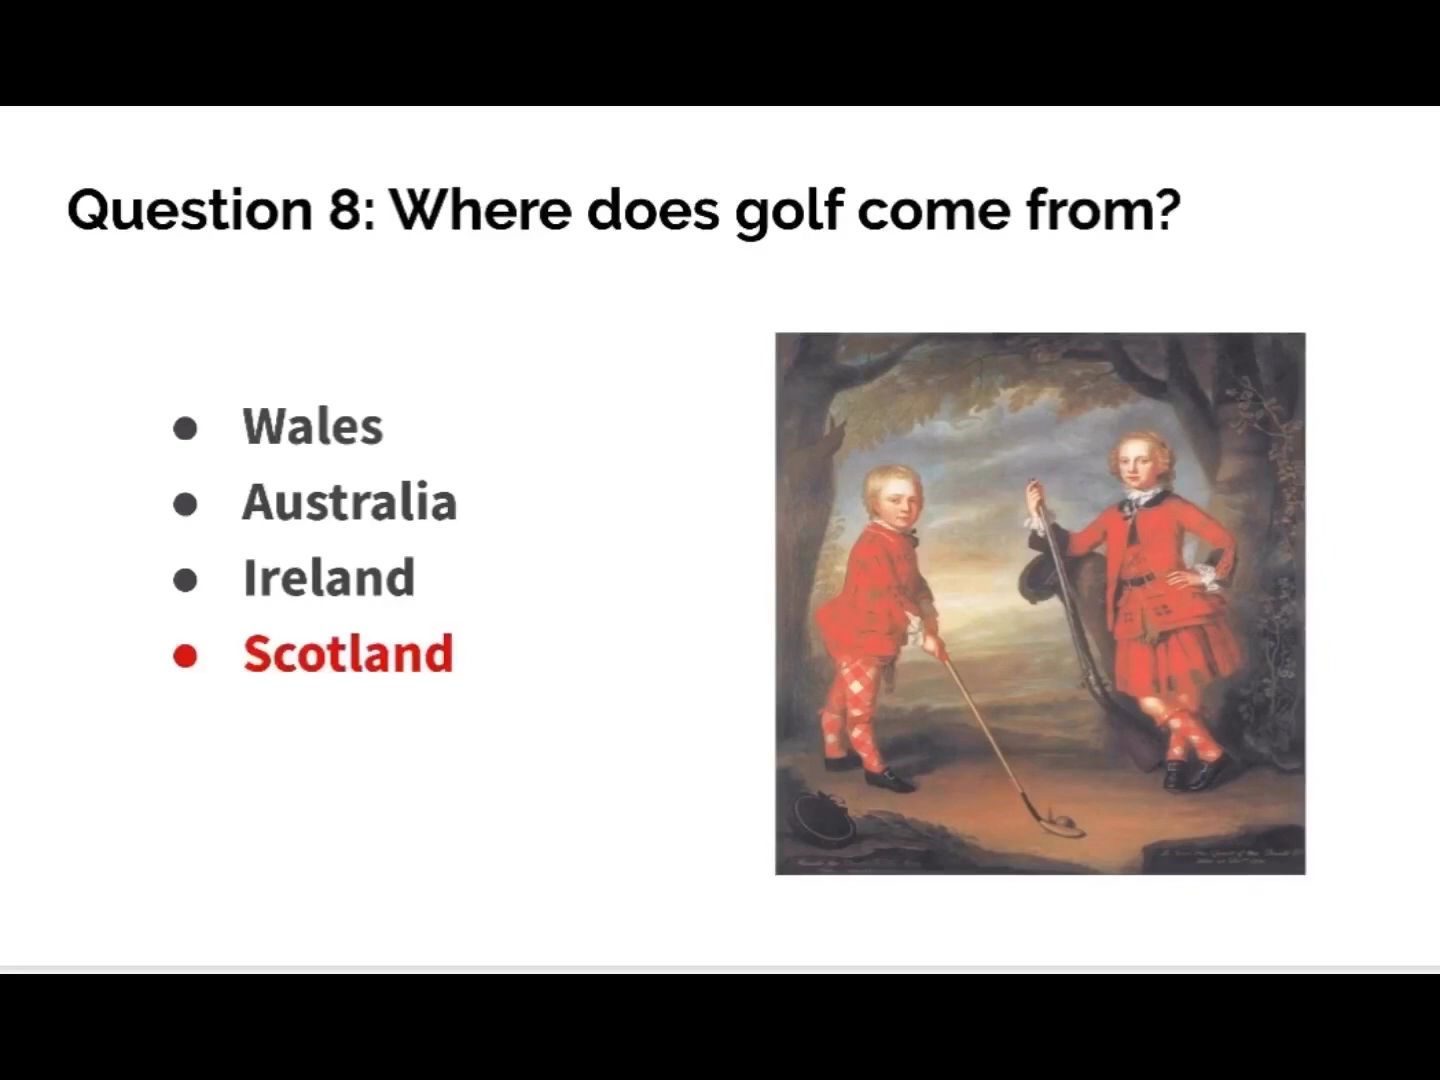 Question 8: Where does golf come from?
● Wales
● Australia
● Ireland
● Scotland